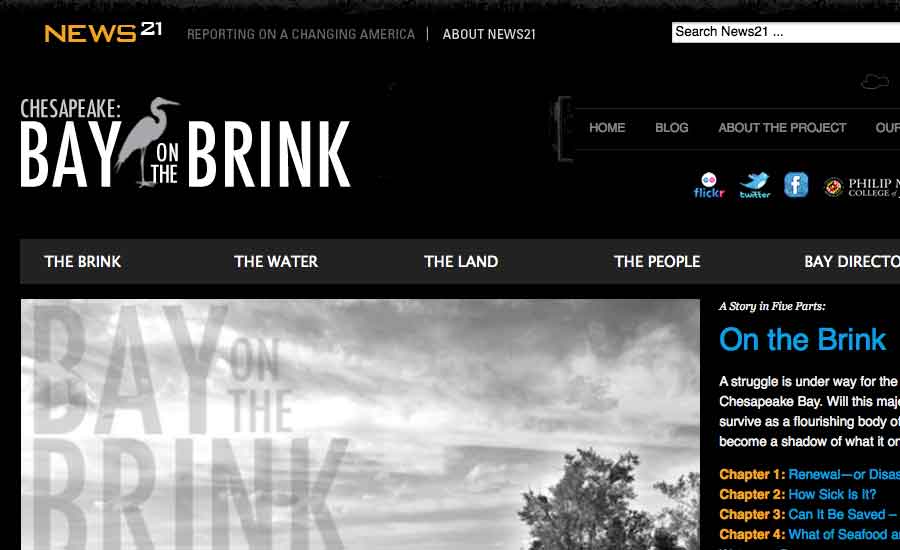 NEWS21
REPORTING ON A CHANGING AMERICA | ABOUT NEWS21
Search News21 ...
CHESAPEAKE:
BAY ON THE BRINK
HOME BLOG ABOUT THE PROJECT OUR
flickr twitter f PHILIP M
COLLEGE of
THE BRINK THE WATER THE LAND THE PEOPLE BAY DIRECTO
BAY ON
THE
BRINK
A Story in Five Parts:
On the Brink
A struggle is under way for the
Chesapeake Bay. Will this maje
survive as a flourishing body of
become a shadow of what it on
Chapter 1: Renewal—or Disas
Chapter 2: How Sick Is It?
Chapter 3: Can It Be Saved –
Chapter 4: What of Seafood a